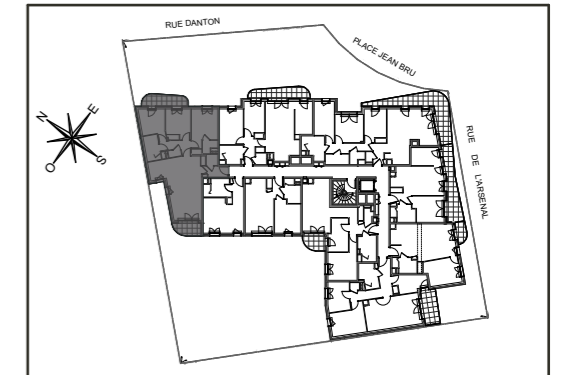 RUE DANTON
PLACE JEAN BRU
N
E
O
S
RUE DE L'ARSENAL